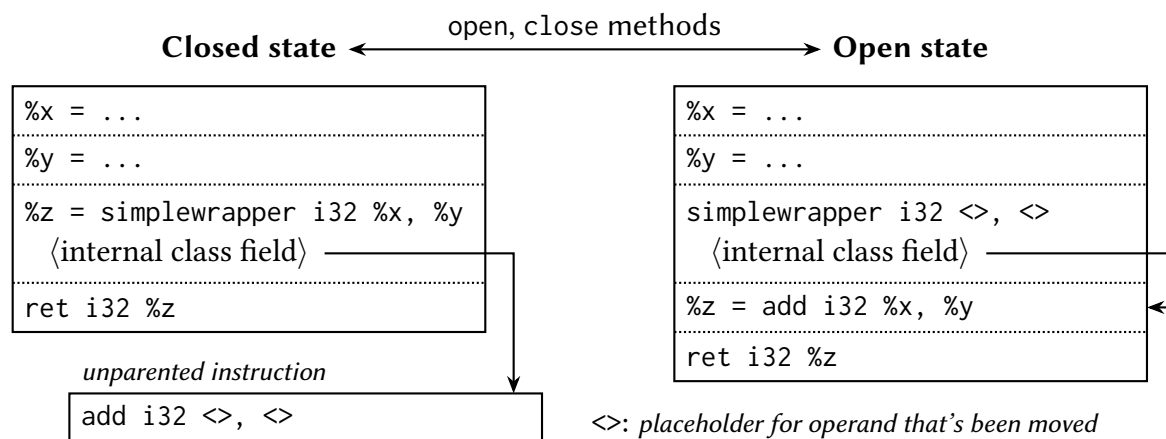 open, close methods
Closed state
Open state
%x = ...
%y = ...
%z = simplewrapper i32 %x, %y
⟨internal class field⟩
ret i32 %z
unparented instruction
add i32 <>, <>
%x = ...
%y = ...
simplewrapper i32 <>, <>
⟨internal class field⟩
%z = add i32 %x, %y
ret i32 %z
<>: placeholder for operand that's been moved